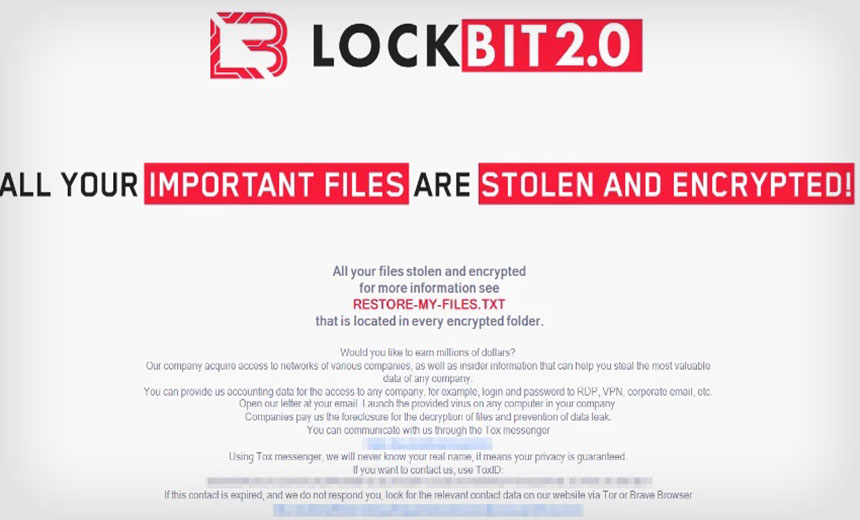 LOCKBIT 2.0
ALL YOUR IMPORTANT FILES ARE STOLEN AND ENCRYPTED!
All your files stolen and encrypted
for more information see
RESTORE-MY-FILES.TXT
that is located in every encrypted folder.
Would you like to earn millions of dollars?
Our company acquire access to networks of various companies, as well as insider information that can help you steal the most valuable
data of any company.
You can provide us accounting data for the access to any company, for example, login and password to RDP, VPN, corporate email, etc.
Open our letter at your email. Launch the provided virus on any computer in your company.
Companies pay us the foreclosure for the decryption of files and prevention of data leak.
You can communicate with us through the Tox messenger
Using Tox messenger, we will never know your real name, it means your privacy is guaranteed.
If you want to contact us, use ToxID:
If this contact is expired, and we do not respond you, look for the relevant contact data on our website via Tor or Brave Browser